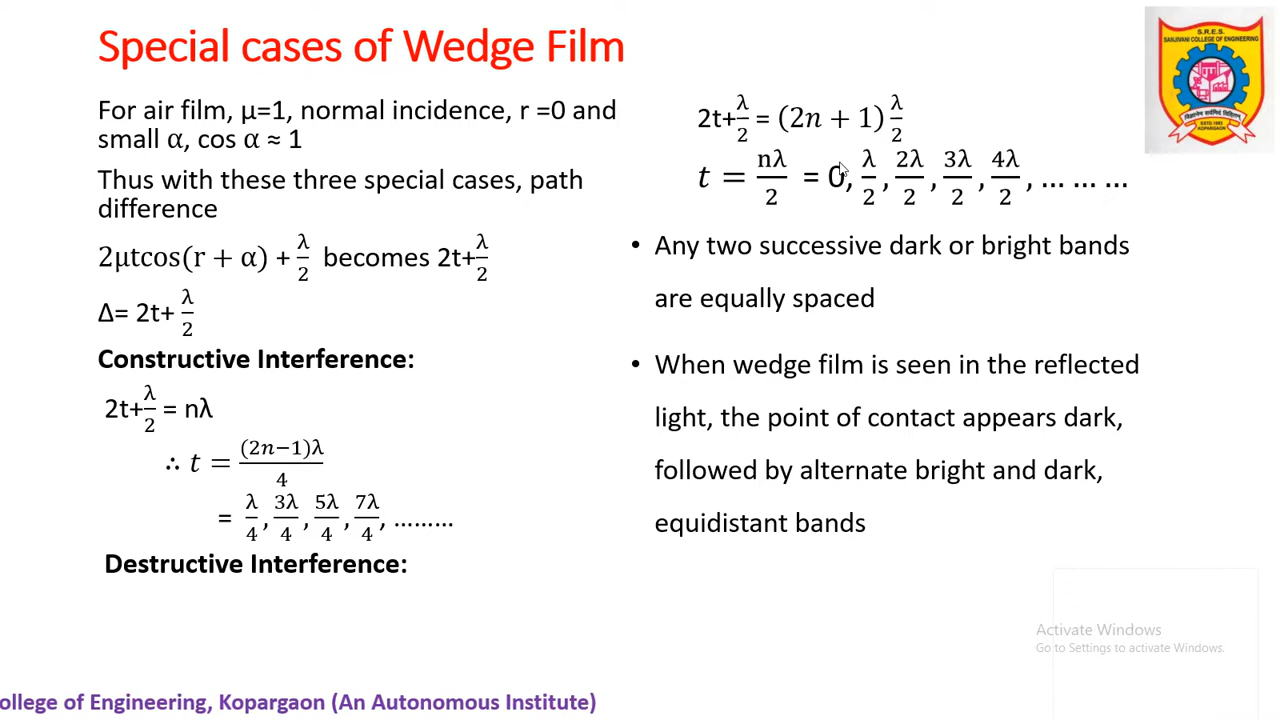 Special cases of Wedge Film
For air film, µ=1, normal incidence, r =0 and
small α, cos α ≈ 1
Thus with these three special cases, path
difference
2μtcos(r + α) + λ/2 becomes 2t+λ/2
Δ= 2t+ λ/2
Constructive Interference:
2t+λ/2 = nλ
∴ t = (2n−1)λ/4
= λ/4, 3λ/4, 5λ/4, 7λ/4, ………
Destructive Interference:
2t+λ/2 = (2n + 1) λ/2
t = nλ/2 = 0, λ/2, 2λ/2, 3λ/2, 4λ/2, … … …
• Any two successive dark or bright bands
are equally spaced
• When wedge film is seen in the reflected
light, the point of contact appears dark,
followed by alternate bright and dark,
equidistant bands
S.R.E.S.
SANJIVANI COLLEGE OF ENGINEERING
KOPARGAON
Activate Windows
Go to Settings to activate Windows.
ollege of Engineering, Kopargaon (An Autonomous Institute)